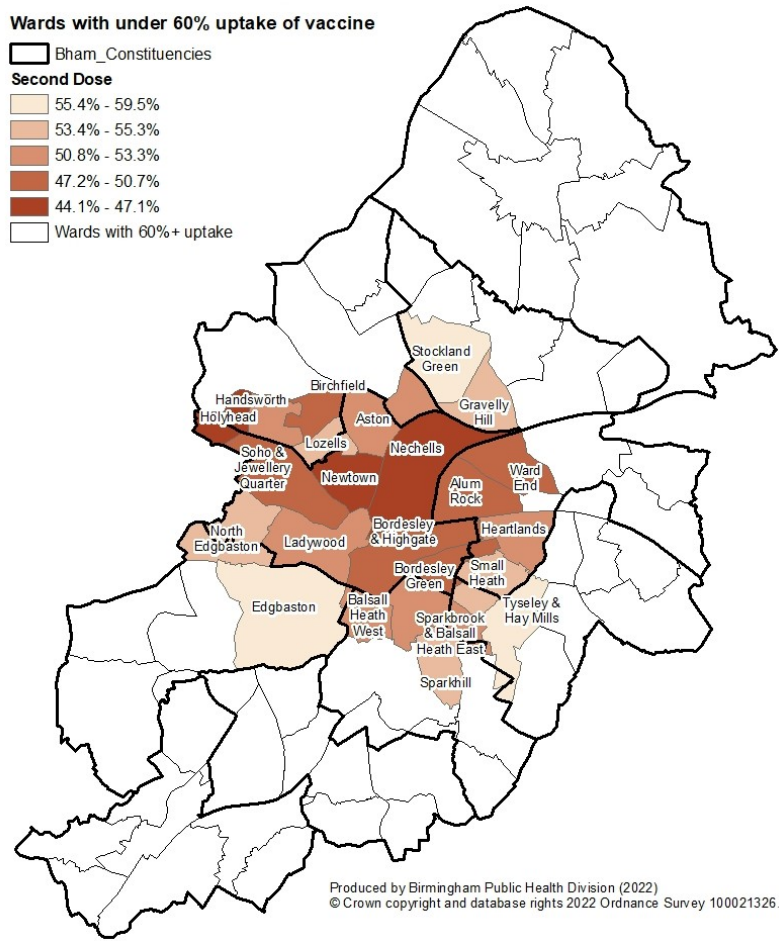 Wards with under 60% uptake of vaccine
Bham_Constituencies
Second Dose
55.4% - 59.5%
53.4% - 55.3%
50.8% - 53.3%
47.2% - 50.7%
44.1% - 47.1%
Wards with 60%+ uptake
Stockland
Green
Birchfield
Handsworth
Holyhead
Aston
Gravelly
Hill
Lozells
Nechells
Soho &
Jewellery
Quarter
Newtown
Alum
Rock
Ward
End
North
Edgbaston
Ladywood
Bordesley
& Highgate
Heartlands
Bordesley
Green
Small
Heath
Edgbaston
Balsall
Heath
West
Sparkbrook
& Balsall
Heath East
Tyseley &
Hay Mills
Sparkhill
Produced by Birmingham Public Health Division (2022)
© Crown copyright and database rights 2022 Ordnance Survey 100021326.